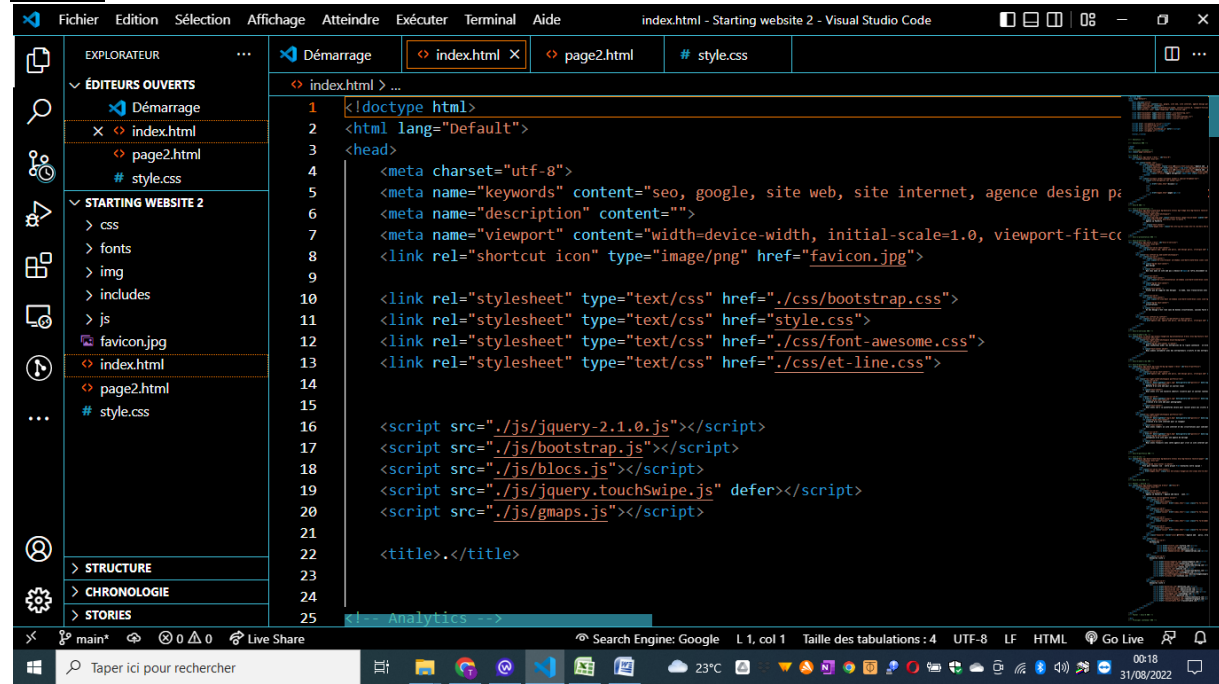 Fichier Edition Sélection Affichage Atteindre Exécuter Terminal Aide index.html - Starting website 2 - Visual Studio Code
EXPLORATEUR
ÉDITEURS OUVERTS
Démarrage
index.html
page2.html
style.css
STARTING WEBSITE 2
css
fonts
img
includes
js
favicon.jpg
index.html
page2.html
style.css
STRUCTURE
CHRONOLOGIE
STORIES
Démarrage index.html page2.html style.css
index.html > ...
1 <!doctype html>
2 <html lang="Default">
3 <head>
4 <meta charset="utf-8">
5 <meta name="keywords" content="seo, google, site web, site internet, agence design pa
6 <meta name="description" content="">
7 <meta name="viewport" content="width=device-width, initial-scale=1.0, viewport-fit=co
8 <link rel="shortcut icon" type="image/png" href="favicon.jpg">
9
10 <link rel="stylesheet" type="text/css" href="./css/bootstrap.css">
11 <link rel="stylesheet" type="text/css" href="style.css">
12 <link rel="stylesheet" type="text/css" href="./css/font-awesome.css">
13 <link rel="stylesheet" type="text/css" href="./css/et-line.css">
14
15
16 <script src="./js/jquery-2.1.0.js"></script>
17 <script src="./js/bootstrap.js"></script>
18 <script src="./js/blocs.js"></script>
19 <script src="./js/jquery.touchSwipe.js" defer></script>
20 <script src="./js/gmaps.js"></script>
21
22 <title>.</title>
23
24
25 <!-- Analytics -->
main* 0 0 Live Share Search Engine: Google L 1, col 1 Taille des tabulations : 4 UTF-8 LF HTML Go Live
Taper ici pour rechercher 23°C 00:18
31/08/2022